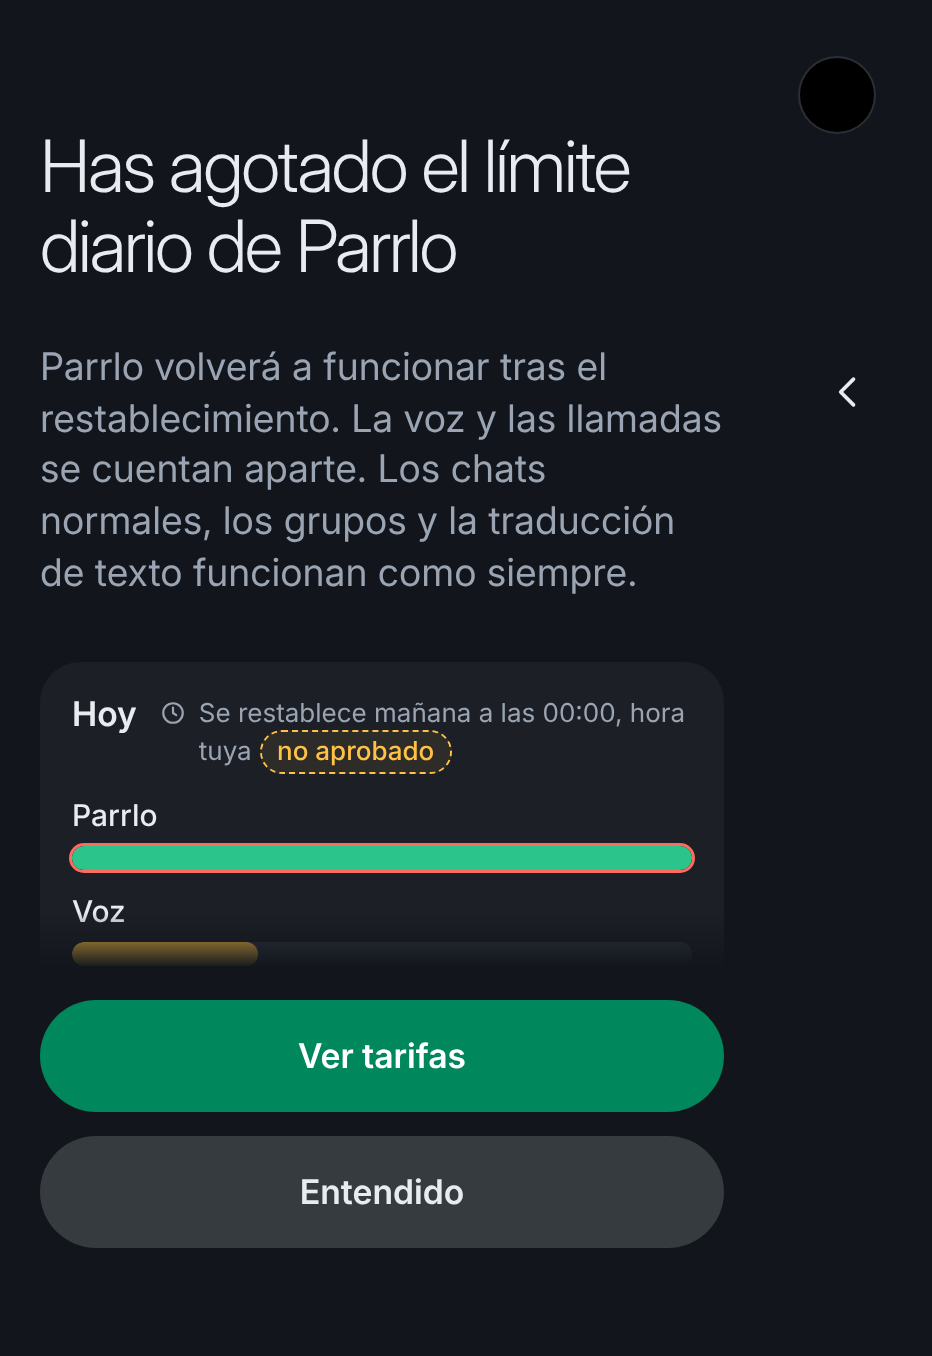 Has agotado el límite
diario de Parrlo
Parrlo volverá a funcionar tras el
restablecimiento. La voz y las llamadas
se cuentan aparte. Los chats
normales, los grupos y la traducción
de texto funcionan como siempre.
Hoy Se restablece mañana a las 00:00, hora
tuya no aprobado
Parrlo
Voz
Ver tarifas
Entendido